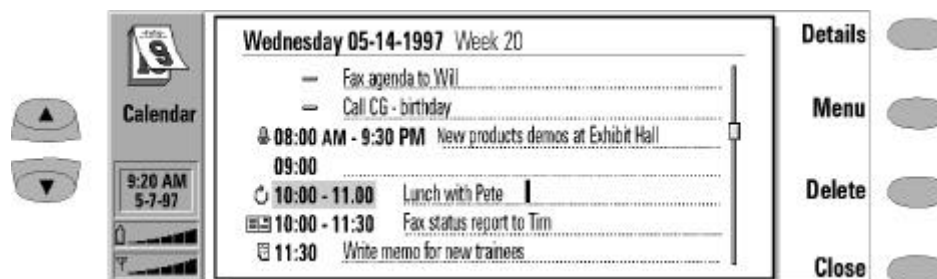 Calendar
9:20 AM
5-7-97
Wednesday 05-14-1997 Week 20
Fax agenda to Will
Call CG - birthday
08:00 AM - 9:30 PM New products demos at Exhibit Hall
09:00
10:00 - 11.00 Lunch with Pete
10:00 - 11:30 Fax status report to Tim
11:30 Write memo for new trainees
Details
Menu
Delete
Close